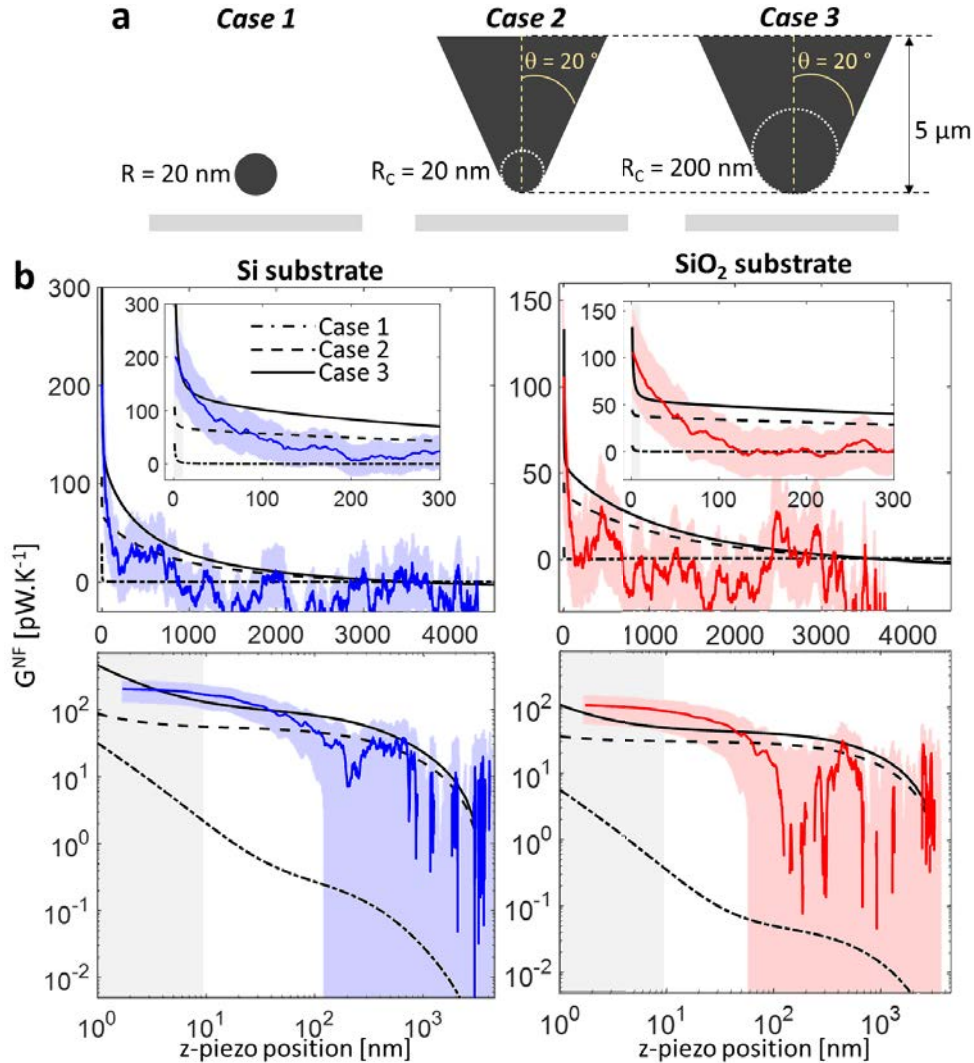 a
Case 1
Case 2
Case 3
θ = 20 °
θ = 20 °
5 µm
R = 20 nm
R_C = 20 nm
R_C = 200 nm
b
Si substrate
SiO₂ substrate
300
200
100
0
300
200
100
0
Case 1
Case 2
Case 3
0 100 200 300
0 1000 2000 3000 4000
150
100
50
0
150
100
50
0
0 100 200 300
0 1000 2000 3000 4000
G^NF [pW.K⁻¹]
10²
10¹
10⁰
10⁻¹
10⁻²
10⁰ 10¹ 10² 10³
z-piezo position [nm]
10²
10¹
10⁰
10⁻¹
10⁻²
10⁰ 10¹ 10² 10³
z-piezo position [nm]